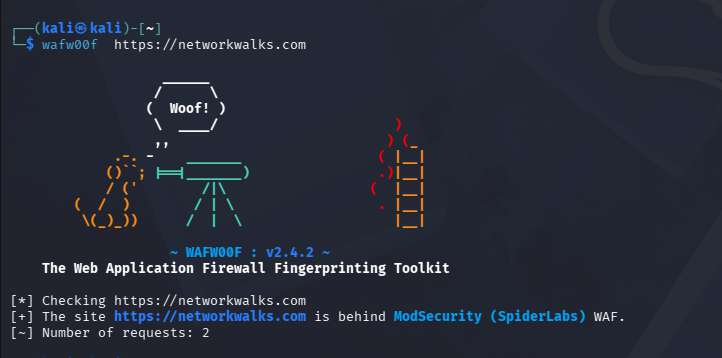 ┌──(kali㉿kali)-[~]
└─$ wafw00f  https://networkwalks.com
Woof!
~ WAFW00F : v2.4.2 ~
The Web Application Firewall Fingerprinting Toolkit
[*] Checking https://networkwalks.com
[+] The site https://networkwalks.com is behind ModSecurity (SpiderLabs) WAF.
[~] Number of requests: 2